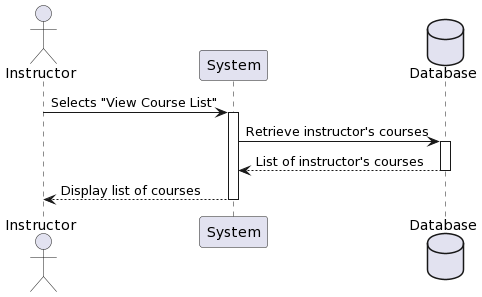 Instructor
System
Database
Selects "View Course List"
Retrieve instructor's courses
List of instructor's courses
Display list of courses
Instructor
System
Database